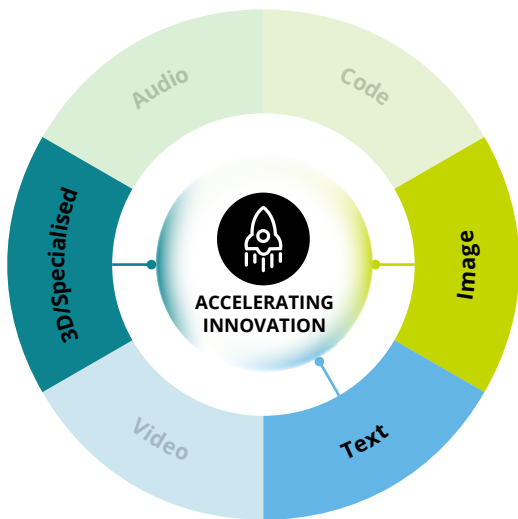 Audio
Code
3D/Specialised
Image
ACCELERATING
INNOVATION
Video
Text